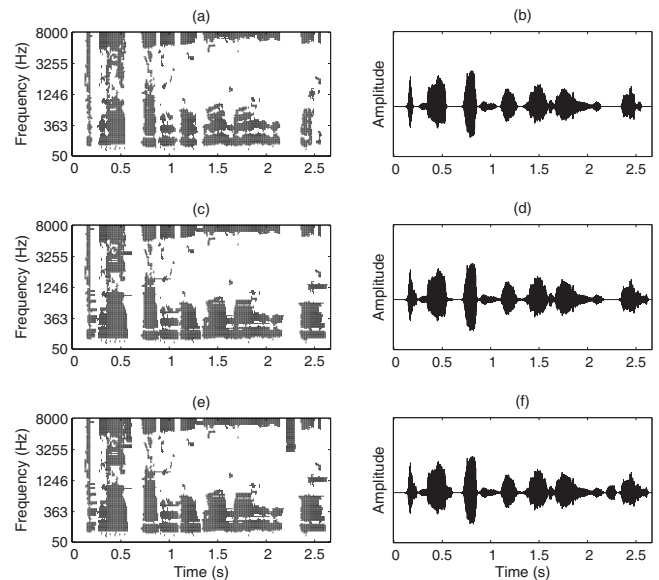 (a)
(b)
Frequency (Hz)
8000
3255
1246
363
50
0 0.5 1 1.5 2 2.5
Amplitude
0 0.5 1 1.5 2 2.5
(c)
(d)
Frequency (Hz)
8000
3255
1246
363
50
0 0.5 1 1.5 2 2.5
Amplitude
0 0.5 1 1.5 2 2.5
(e)
(f)
Frequency (Hz)
8000
3255
1246
363
50
0 0.5 1 1.5 2 2.5
Time (s)
Amplitude
0 0.5 1 1.5 2 2.5
Time (s)